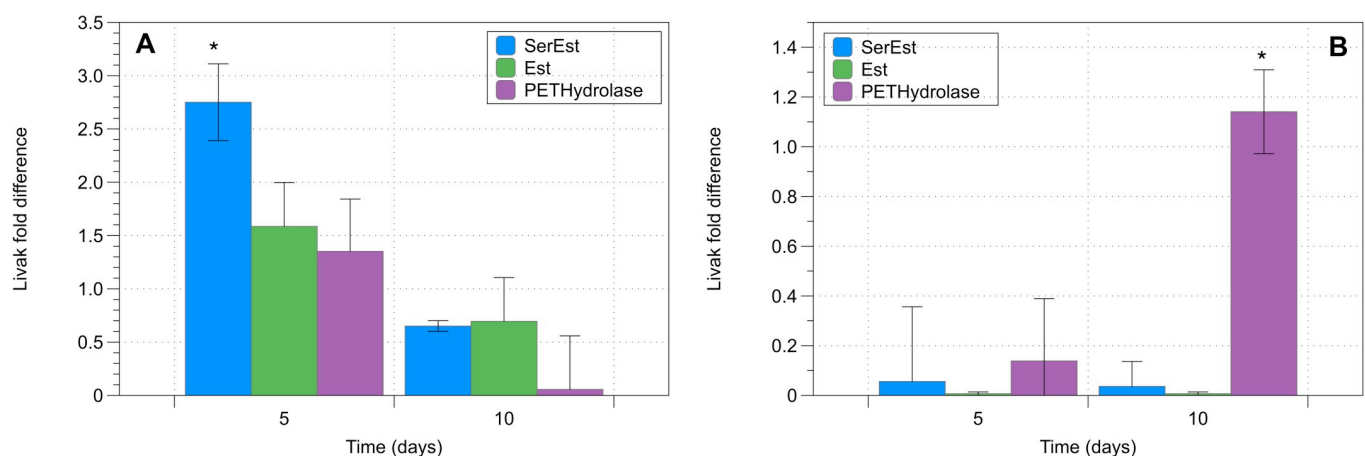 A
*
SerEst
Est
PETHydrolase
Livak fold difference
3.5
3.0
2.5
2.0
1.5
1.0
0.5
0
5
10
Time (days)
B
*
SerEst
Est
PETHydrolase
Livak fold difference
1.4
1.2
1.0
0.8
0.6
0.4
0.2
0
5
10
Time (days)